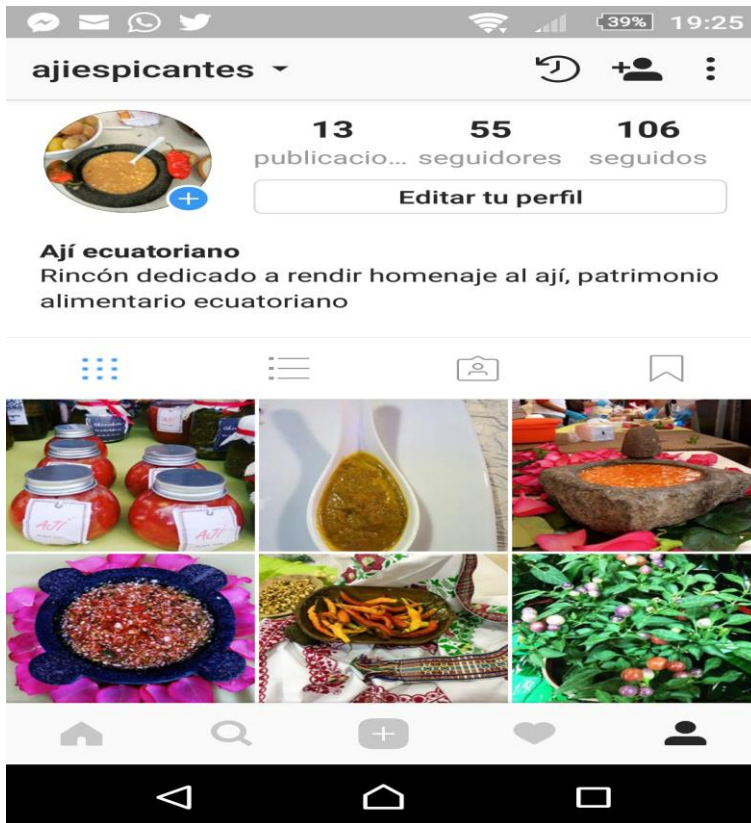 39% 19:25
ajiespicantes
13 55 106
publicacio... seguidores seguidos
Editar tu perfil
Ají ecuatoriano
Rincón dedicado a rendir homenaje al ají, patrimonio
alimentario ecuatoriano
AJÍ
AJÍ